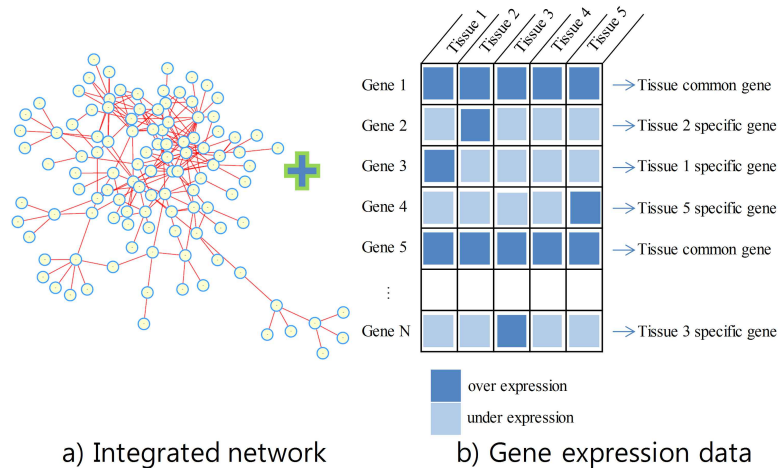 Tissue 1
Tissue 2
Tissue 3
Tissue 4
Tissue 5
Gene 1
Tissue common gene
Gene 2
Tissue 2 specific gene
Gene 3
Tissue 1 specific gene
Gene 4
Tissue 5 specific gene
Gene 5
Tissue common gene
⋮
Gene N
Tissue 3 specific gene
over expression
under expression
a) Integrated network
b) Gene expression data